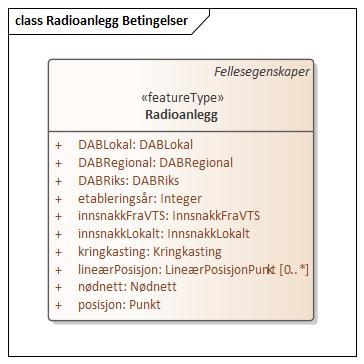 class Radioanlegg Betingelser
Fellesegenskaper
«featureType»
Radioanlegg
+ DABLokal: DABLokal
+ DABRegional: DABRegional
+ DABRiks: DABRiks
+ etableringsår: Integer
+ innsnakkFraVTS: InnsnakkFraVTS
+ innsnakkLokalt: InnsnakkLokalt
+ kringkasting: Kringkasting
+ lineærPosisjon: LineærPosisjonPunkt [0..*]
+ nødnett: Nødnett
+ posisjon: Punkt